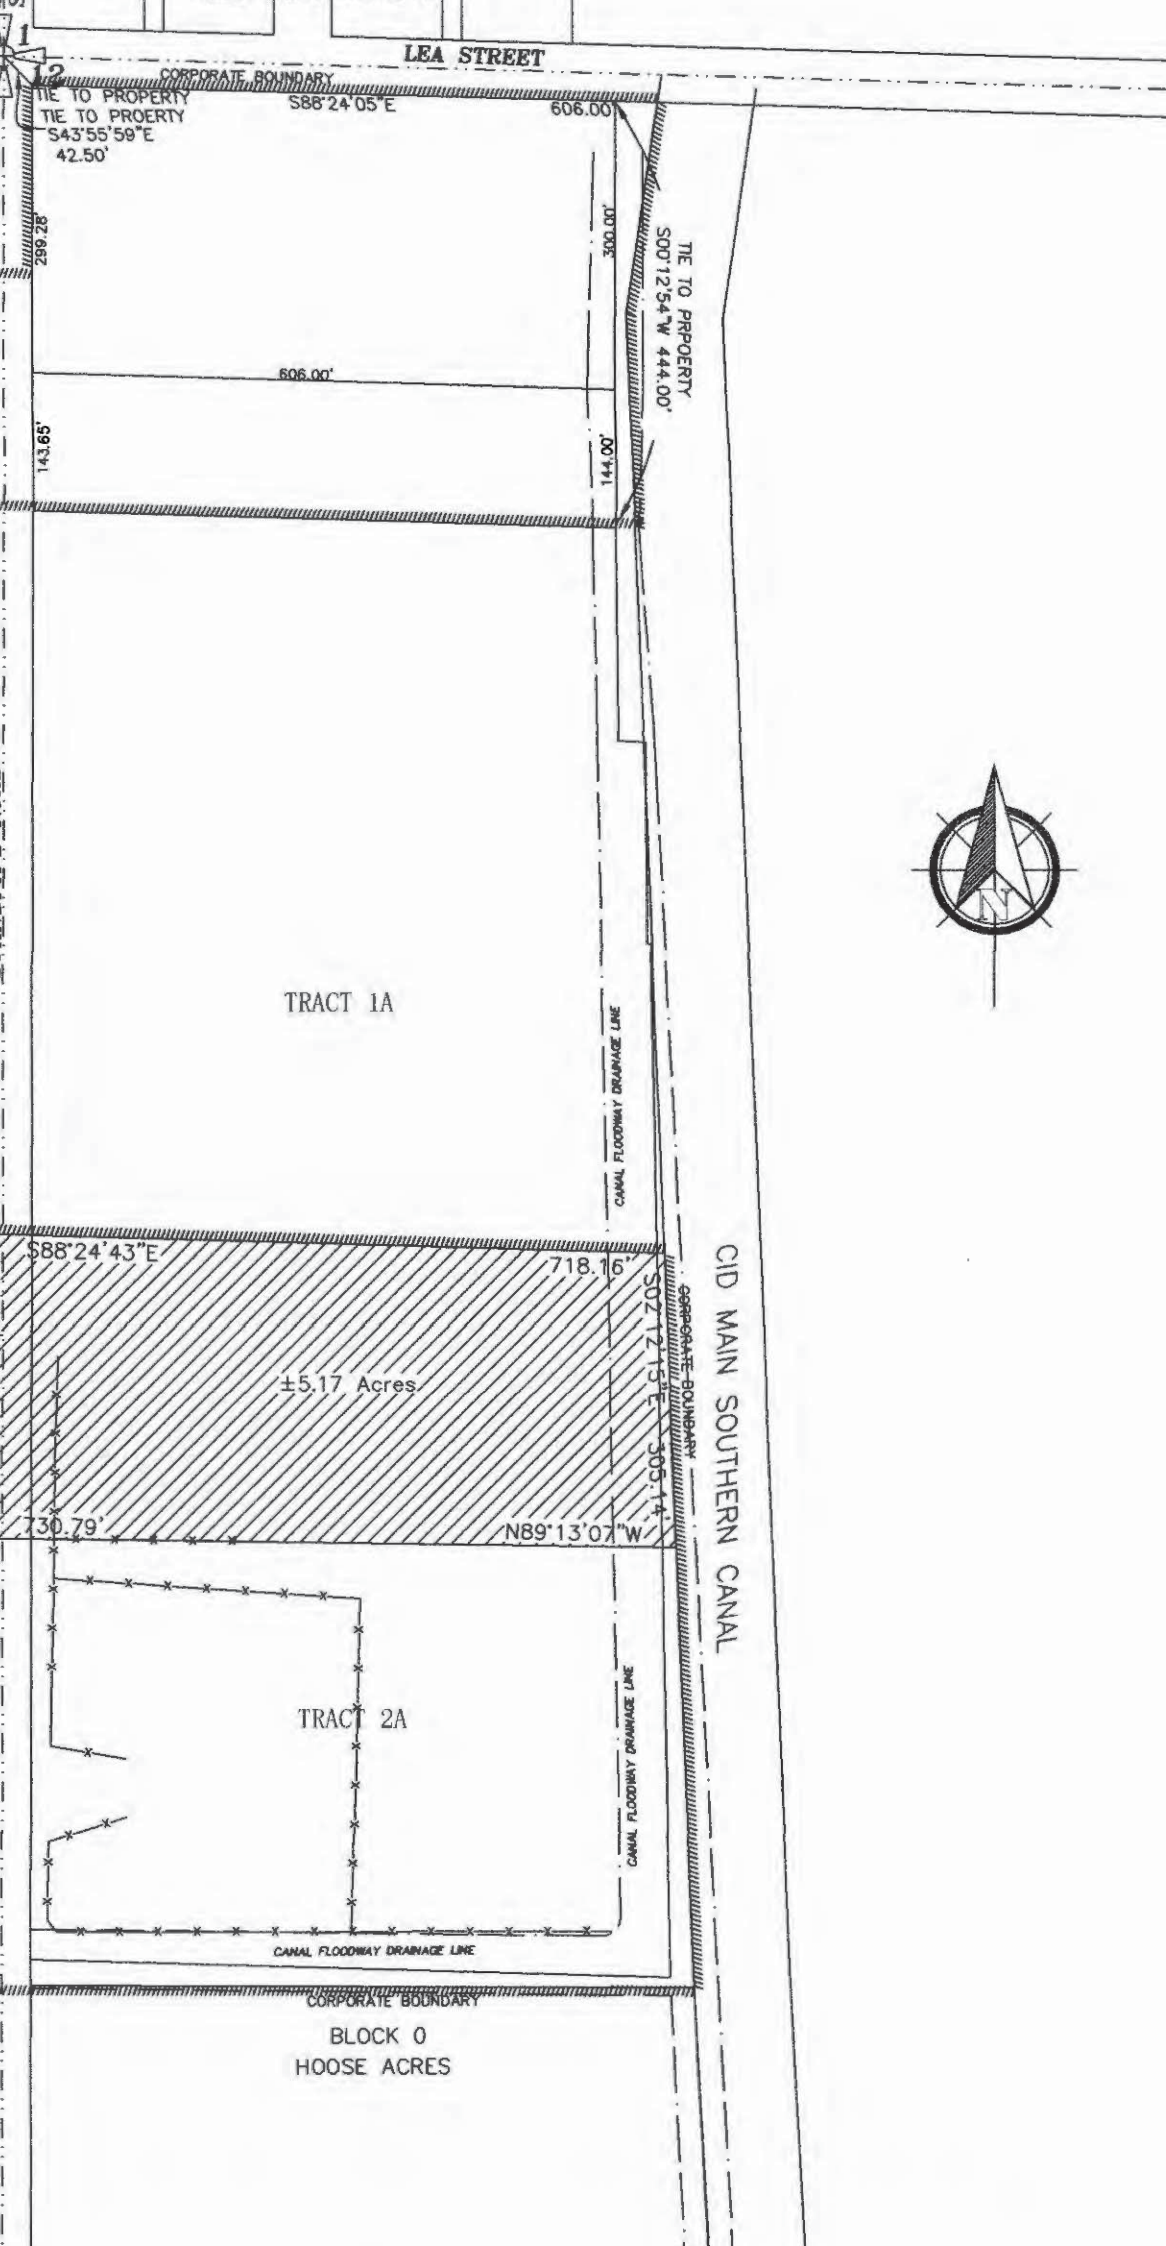 1
LEA STREET
12
CORPORATE BOUNDARY
TIE TO PROPERTY
S88°24'05"E
606.00'
TIE TO PROERTY
S43°55'59"E
42.50'
299.28'
300.00'
TIE TO PRPOERTY
S00°12'54"W 444.00'
606.00'
143.65'
144.00'
N
TRACT 1A
CANAL FLOODWAY DRAINAGE LINE
S88°24'43"E
718.16"
S02°12'15"E 305.14'
CORPORATE BOUNDARY
CID MAIN SOUTHERN CANAL
±5.17 Acres
730.79'
N89°13'07"W
TRACT 2A
CANAL FLOODWAY DRAINAGE LINE
CANAL FLOODWAY DRAINAGE LINE
CORPORATE BOUNDARY
BLOCK O
HOOSE ACRES